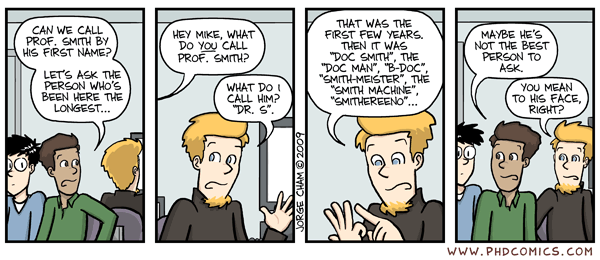 CAN WE CALL
PROF. SMITH BY
HIS FIRST NAME?
LET'S ASK THE
PERSON WHO'S
BEEN HERE THE
LONGEST...
HEY MIKE, WHAT
DO YOU CALL
PROF. SMITH?
WHAT DO I
CALL HIM?
"DR. S".
JORGE CHAM © 2009
THAT WAS THE
FIRST FEW YEARS.
THEN IT WAS
"DOC SMITH", THE
"DOC MAN", "B-DOC",
"SMITH-MEISTER", THE
"SMITH MACHINE",
"SMITHEREENO"...
MAYBE HE'S
NOT THE BEST
PERSON TO
ASK.
YOU MEAN
TO HIS FACE,
RIGHT?
WWW.PHDCOMICS.COM